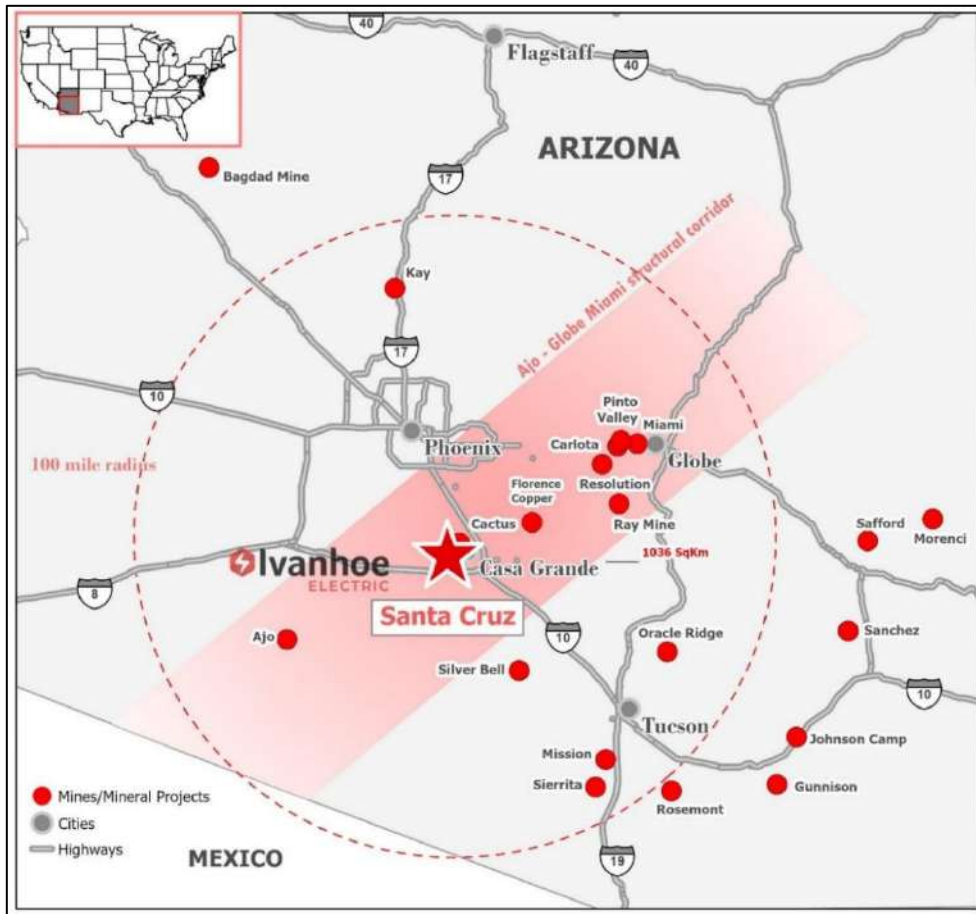 40
Flagstaff
40
ARIZONA
Bagdad Mine
17
Ajo - Globe Miami structural corridor
Kay
17
10
Pinto
Valley
Miami
Phoenix
Carlota
Globe
100 mile radius
Resolution
Florence
Copper
Ray Mine
Cactus
Safford
Morenci
1036 SqKm
Ivanhoe
ELECTRIC
Casa Grande
8
Santa Cruz
Ajo
10
Oracle Ridge
Sanchez
Silver Bell
10
Tucson
Johnson Camp
Mission
Sierrita
Gunnison
Rosemont
Mines/Mineral Projects
Cities
Highways
MEXICO
19